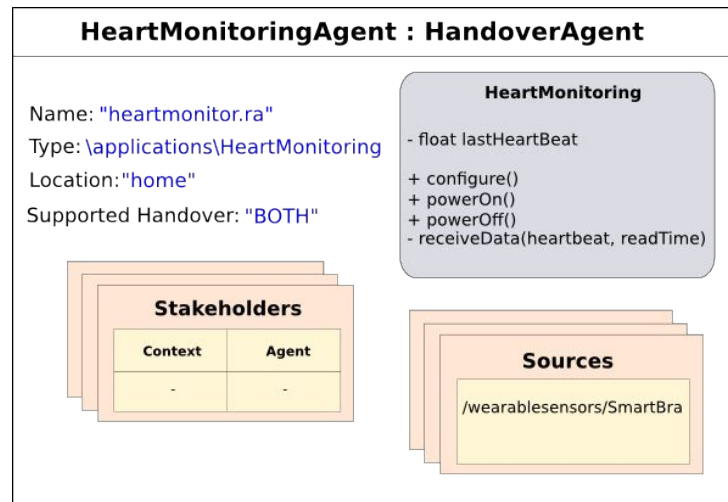 HeartMonitoringAgent : HandoverAgent
Name: "heartmonitor.ra"
Type: \applications\HeartMonitoring
Location:"home"
Supported Handover: "BOTH"
HeartMonitoring
- float lastHeartBeat
+ configure()
+ powerOn()
+ powerOff()
- receiveData(heartbeat, readTime)
Stakeholders
Context Agent
- -
Sources
/wearablesensors/SmartBra